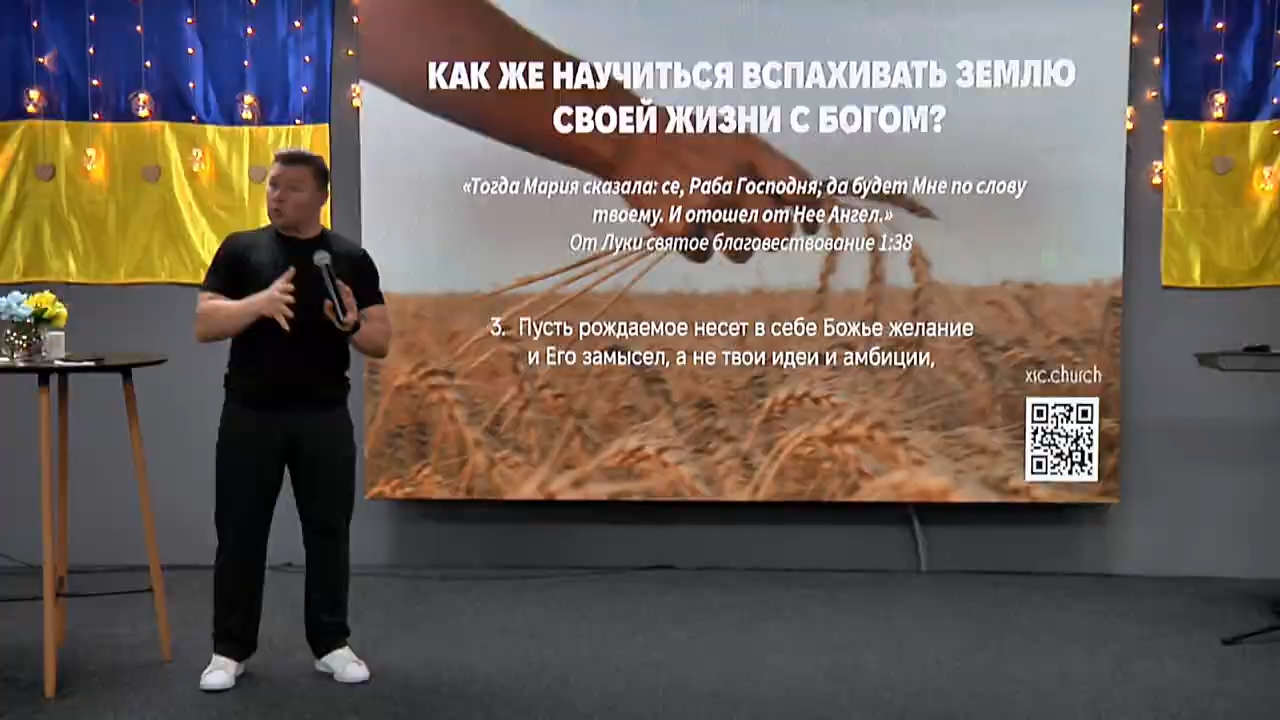 КАК ЖЕ НАУЧИТЬСЯ ВСПАХИВАТЬ ЗЕМЛЮ
СВОЕЙ ЖИЗНИ С БОГОМ?
«Тогда Мария сказала: се, Раба Господня; да будет Мне по слову
твоему. И отошел от Нее Ангел.»
От Луки святое благовествование 1:38
3. Пусть рождаемое несет в себе Божье желание
и Его замысел, а не твои идеи и амбиции,
xsc.church